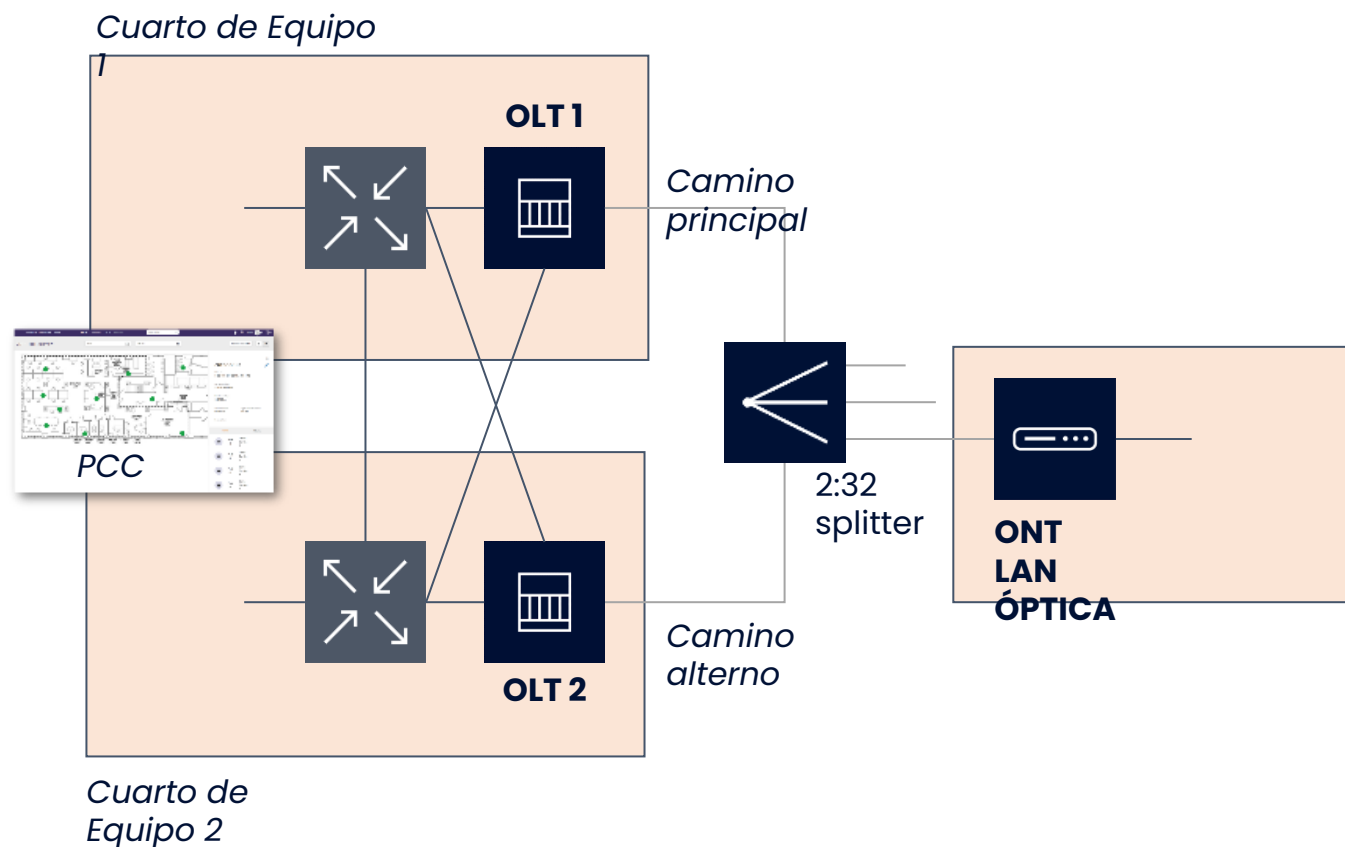 Cuarto de Equipo
1
OLT 1
Camino
principal
PCC
2:32
splitter
ONT
LAN
ÓPTICA
Camino
alterno
OLT 2
Cuarto de
Equipo 2